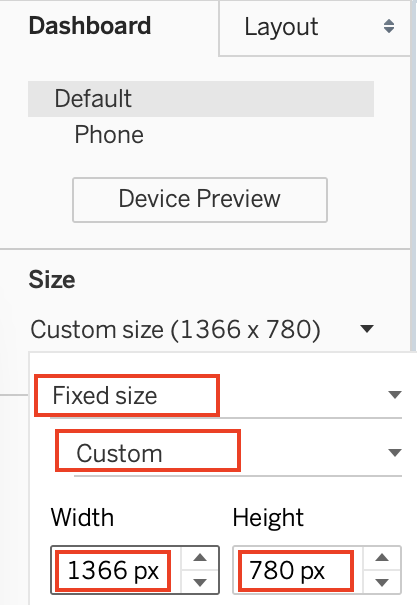 Dashboard Layout
Default
Phone
Device Preview
Size
Custom size (1366 x 780)
Fixed size
Custom
Width Height
1366 px 780 px